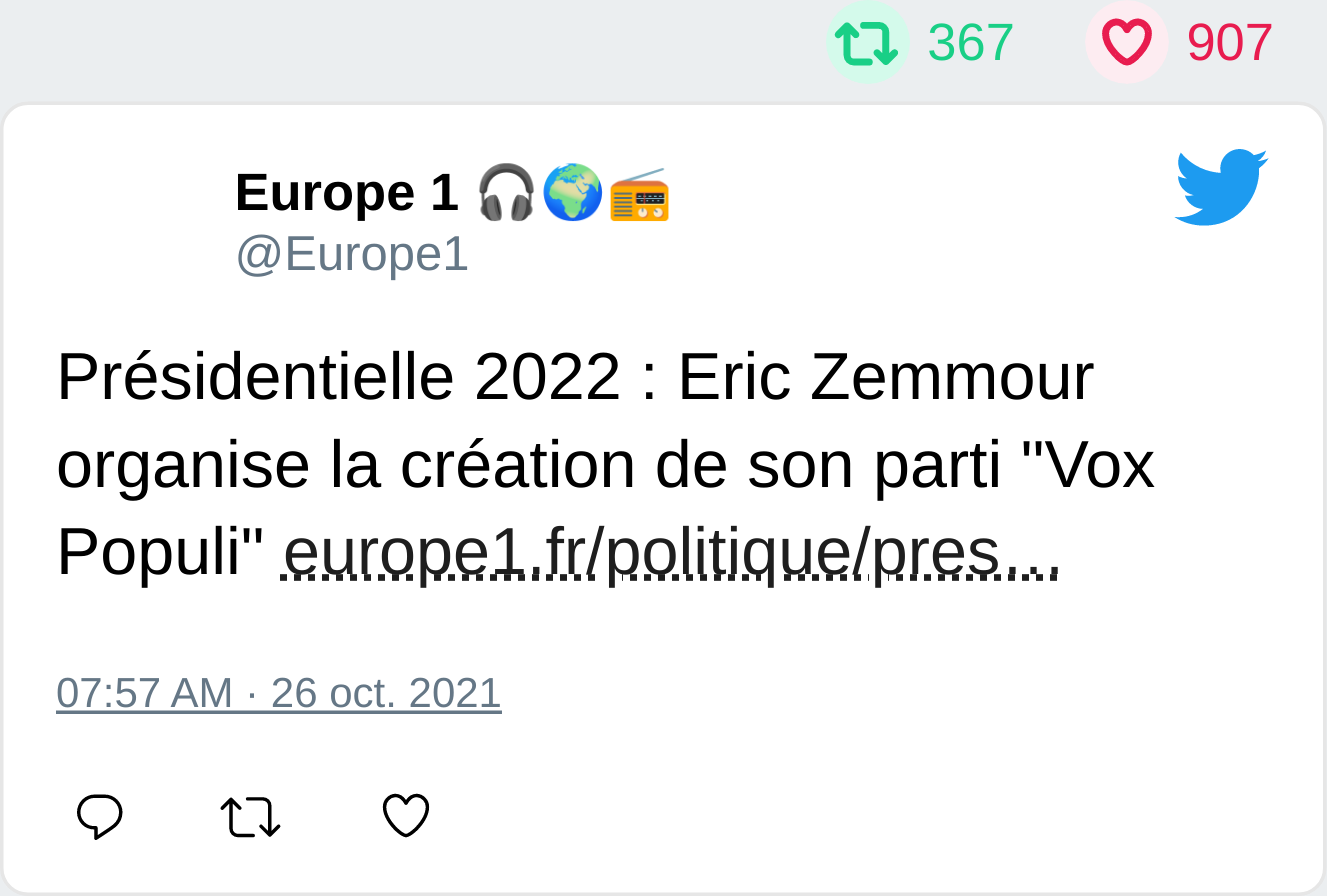 367 907
Europe 1 🎧🌍📻
@Europe1
Présidentielle 2022 : Eric Zemmour
organise la création de son parti "Vox
Populi" europe1.fr/politique/pres...
07:57 AM · 26 oct. 2021